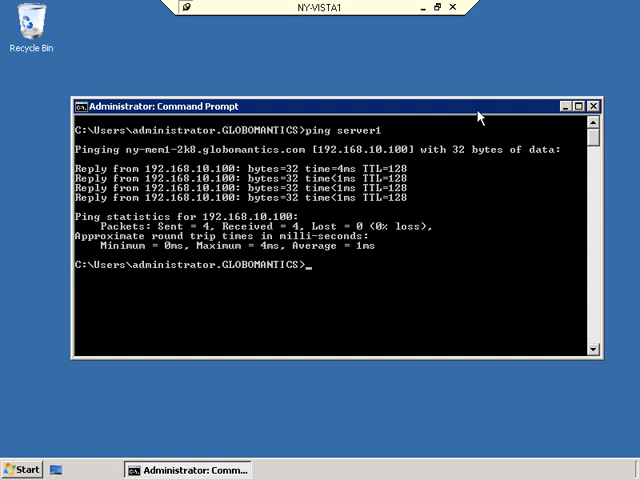 NY-VISTA1
Recycle Bin
Administrator: Command Prompt
C:\Users\administrator.GLOBOMANTICS>ping server1
Pinging ny-mem1-2k8.globomantics.com [192.168.10.100] with 32 bytes of data:
Reply from 192.168.10.100: bytes=32 time=4ms TTL=128
Reply from 192.168.10.100: bytes=32 time<1ms TTL=128
Reply from 192.168.10.100: bytes=32 time<1ms TTL=128
Reply from 192.168.10.100: bytes=32 time<1ms TTL=128
Ping statistics for 192.168.10.100:
Packets: Sent = 4, Received = 4, Lost = 0 (0% loss),
Approximate round trip times in milli-seconds:
Minimum = 0ms, Maximum = 4ms, Average = 1ms
C:\Users\administrator.GLOBOMANTICS>_
Start
Administrator: Comm...